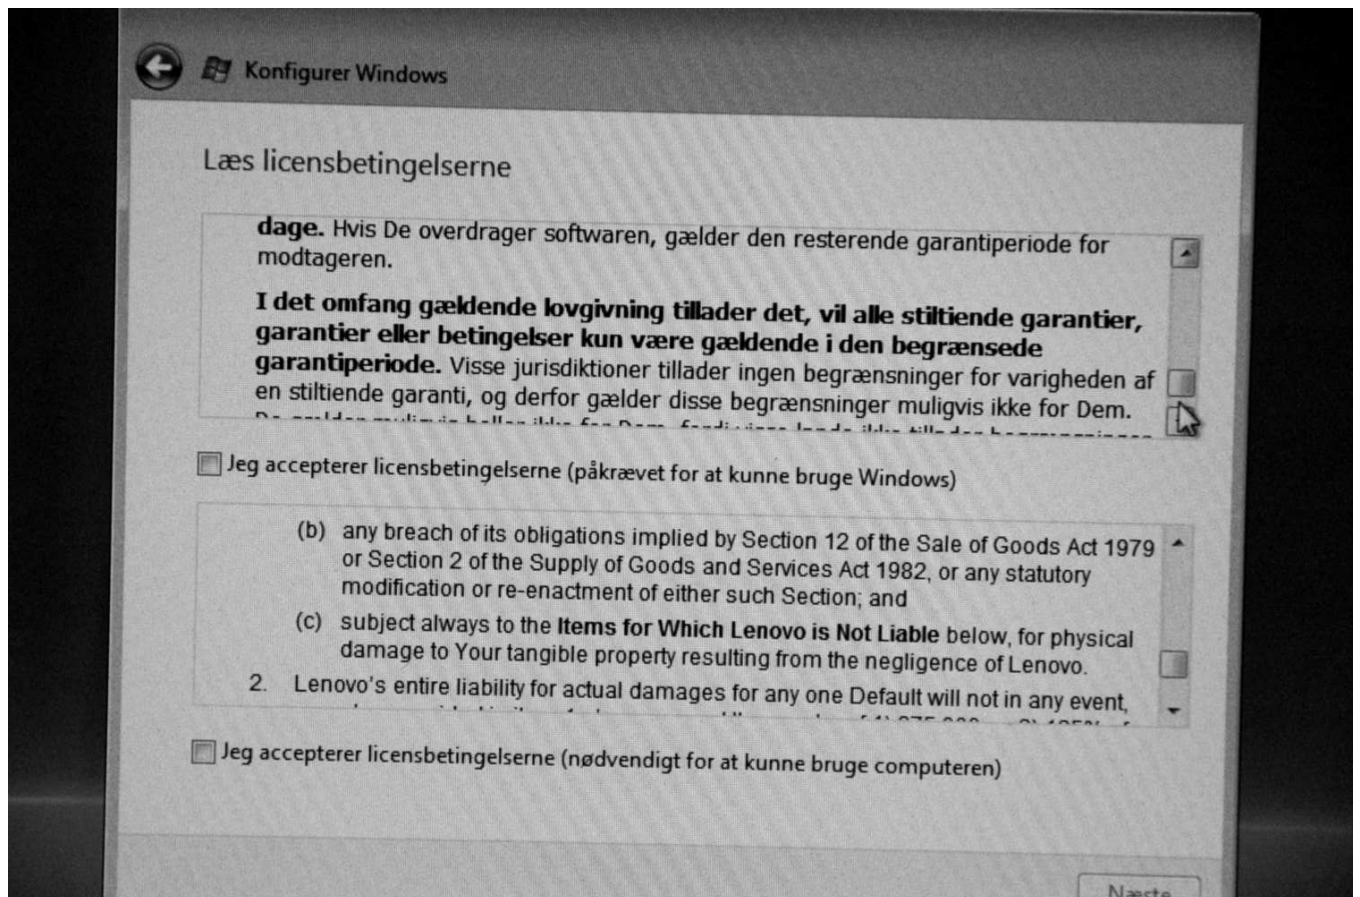 Konfigurer Windows
Læs licensbetingelserne
dage. Hvis De overdrager softwaren, gælder den resterende garantiperiode for
modtageren.
I det omfang gældende lovgivning tillader det, vil alle stiltiende garantier,
garantier eller betingelser kun være gældende i den begrænsede
garantiperiode. Visse jurisdiktioner tillader ingen begrænsninger for varigheden af
en stiltiende garanti, og derfor gælder disse begrænsninger muligvis ikke for Dem.
Jeg accepterer licensbetingelserne (påkrævet for at kunne bruge Windows)
(b) any breach of its obligations implied by Section 12 of the Sale of Goods Act 1979
or Section 2 of the Supply of Goods and Services Act 1982, or any statutory
modification or re-enactment of either such Section; and
(c) subject always to the Items for Which Lenovo is Not Liable below, for physical
damage to Your tangible property resulting from the negligence of Lenovo.
2. Lenovo's entire liability for actual damages for any one Default will not in any event,
Jeg accepterer licensbetingelserne (nødvendigt for at kunne bruge computeren)
Næste